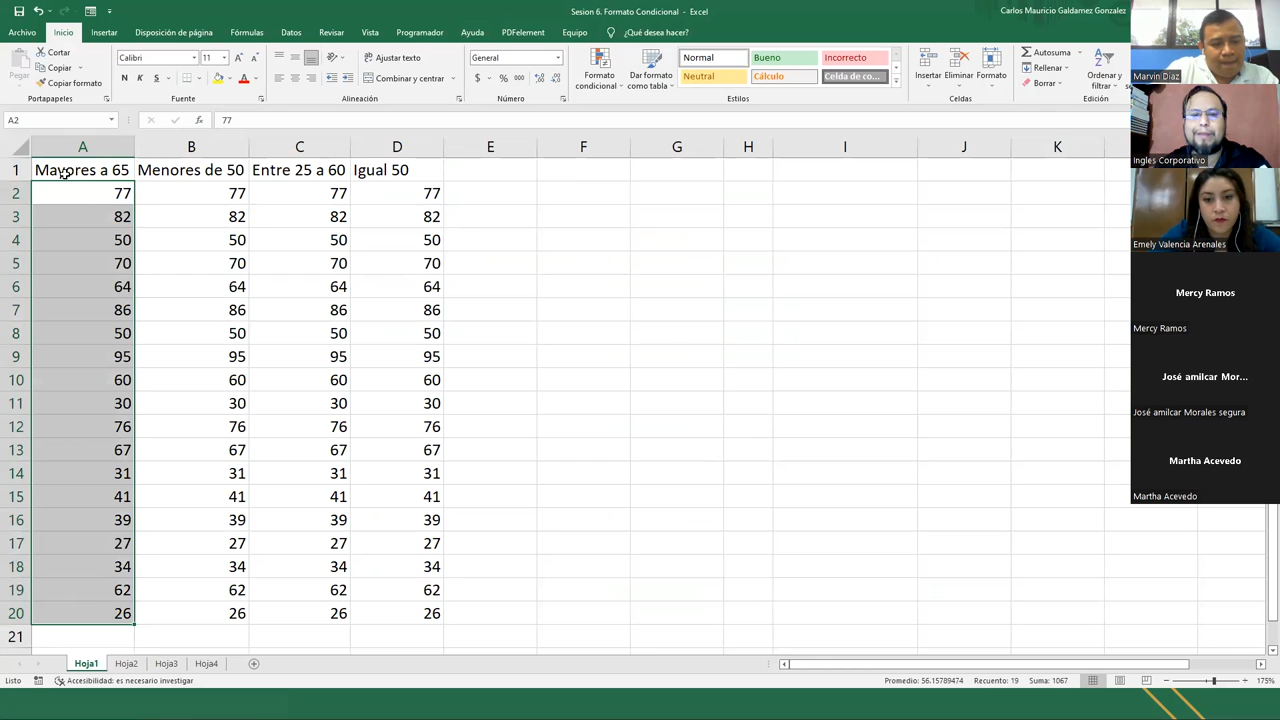 Sesion 6. Formato Condicional - Excel
Carlos Mauricio Galdamez Gonzalez
Archivo Inicio Insertar Disposición de página Fórmulas Datos Revisar Vista Programador Ayuda PDFelement Equipo ¿Qué desea hacer?
Pegar
Cortar
Copiar
Copiar formato
Portapapeles
Calibri 11
N K S
Fuente
Ajustar texto
Combinar y centrar
Alineación
General
$ % 000
Número
Formato condicional
Dar formato como tabla
Normal Bueno Incorrecto
Neutral Cálculo Celda de co...
Estilos
Insertar Eliminar Formato
Celdas
Autosuma
Rellenar
Borrar
Ordenar y filtrar
Edición
A2 fx 77
A B C D E F G H I J K
1 Mayores a 65 Menores de 50 Entre 25 a 60 Igual 50
2 77 77 77 77
3 82 82 82 82
4 50 50 50 50
5 70 70 70 70
6 64 64 64 64
7 86 86 86 86
8 50 50 50 50
9 95 95 95 95
10 60 60 60 60
11 30 30 30 30
12 76 76 76 76
13 67 67 67 67
14 31 31 31 31
15 41 41 41 41
16 39 39 39 39
17 27 27 27 27
18 34 34 34 34
19 62 62 62 62
20 26 26 26 26
21
Hoja1 Hoja2 Hoja3 Hoja4
Listo Accesibilidad: es necesario investigar Promedio: 56.15789474 Recuento: 19 Suma: 1067 175%
Marvin Diaz
Ingles Corporativo
Emely Valencia Arenales
Mercy Ramos
Mercy Ramos
José amilcar Mor...
José amilcar Morales segura
Martha Acevedo
Martha Acevedo